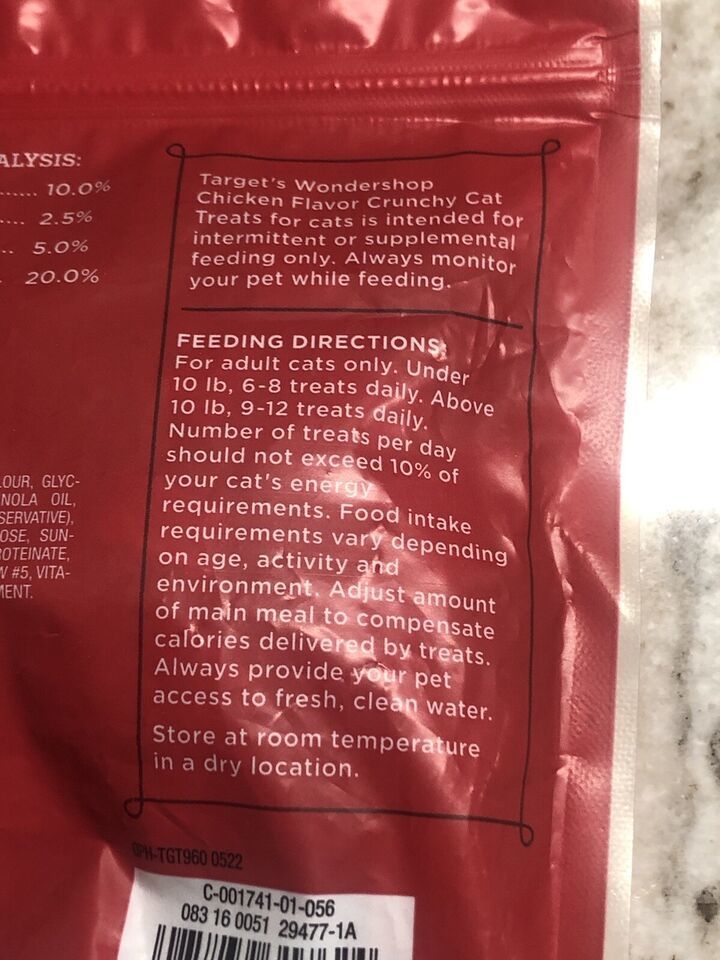 ALYSIS:
...... 10.0%
.... 2.5%
.. 5.0%
20.0%
LOUR, GLYC-
NOLA OIL,
SERVATIVE),
OSE, SUN-
ROTEINATE,
W #5, VITA-
MENT.
Target's Wondershop
Chicken Flavor Crunchy Cat
Treats for cats is intended for
intermittent or supplemental
feeding only. Always monitor
your pet while feeding.
FEEDING DIRECTIONS:
For adult cats only. Under
10 lb, 6-8 treats daily. Above
10 lb, 9-12 treats daily.
Number of treats per day
should not exceed 10% of
your cat's energy
requirements. Food intake
requirements vary depending
on age, activity and
environment. Adjust amount
of main meal to compensate
calories delivered by treats.
Always provide your pet
access to fresh, clean water.
Store at room temperature
in a dry location.
OPH-TGT960 0522
C-001741-01-056
083 16 0051 29477-1A